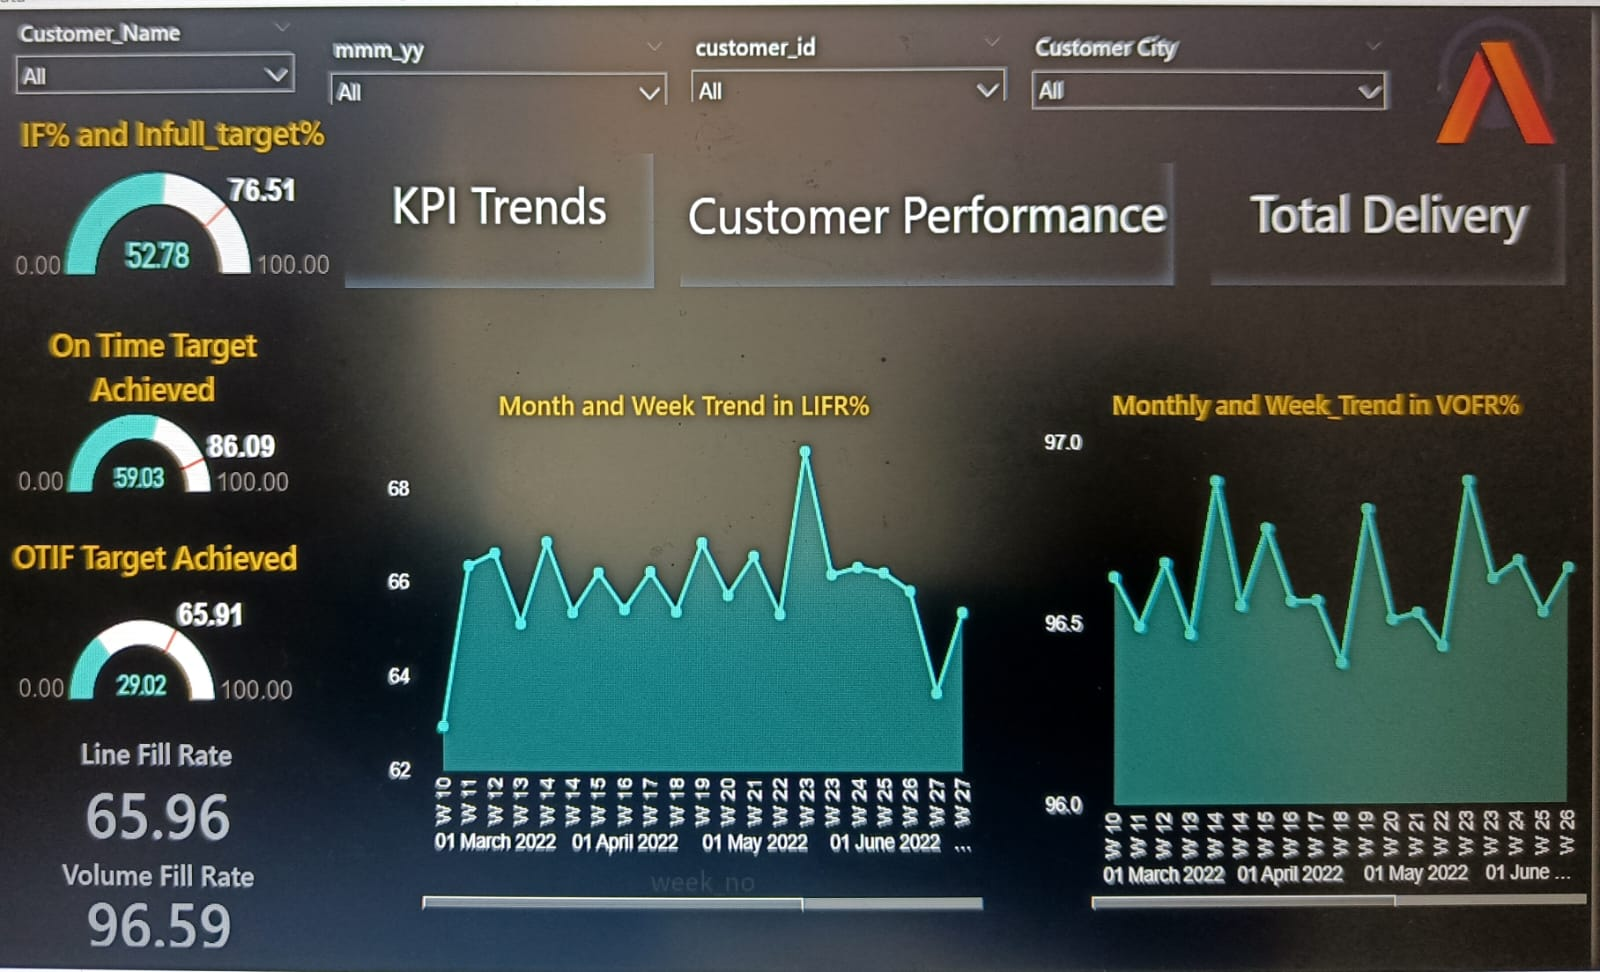 Customer_Name
All
mmm_yy
All
customer_id
All
Customer City
All
IF% and Infull_target%
76.51
52.78
0.00
100.00
KPI Trends
Customer Performance
Total Delivery
On Time Target
Achieved
86.09
59.03
0.00
100.00
OTIF Target Achieved
65.91
29.02
0.00
100.00
Line Fill Rate
65.96
Volume Fill Rate
96.59
Month and Week Trend in LIFR%
68
66
64
62
W 10
W 11
W 12
W 13
W 14
W 14
W 15
W 16
W 17
W 18
W 19
W 20
W 21
W 22
W 23
W 23
W 24
W 25
W 26
W 27
W 27
01 March 2022 01 April 2022 01 May 2022 01 June 2022 ...
week_no
Monthly and Week_Trend in VOFR%
97.0
96.5
96.0
W 10
W 11
W 12
W 13
W 14
W 14
W 15
W 16
W 17
W 18
W 19
W 20
W 21
W 22
W 23
W 23
W 24
W 25
W 26
01 March 2022 01 April 2022 01 May 2022 01 June ...